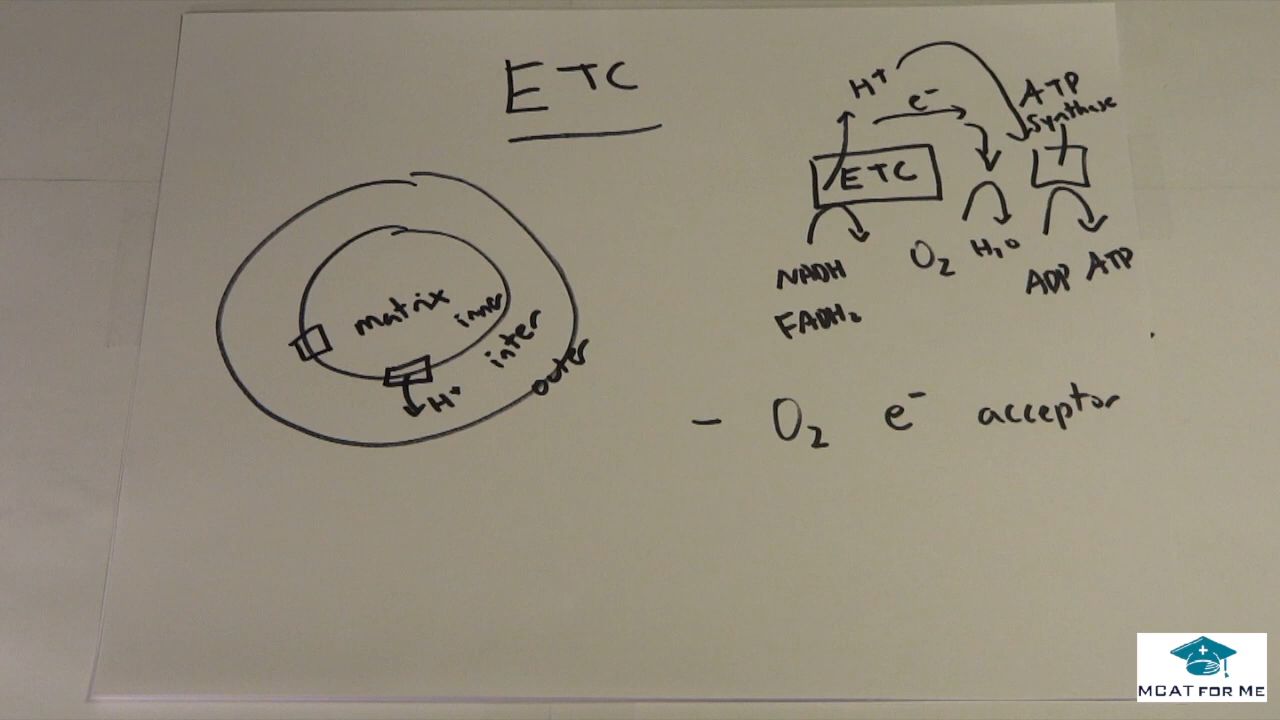 ETC
H+
e-
ATP
synthase
ETC
NADH
FADH2
O2
H2O
ADP
ATP
matrix
inner
inter
outer
H+
- O2 e- acceptor
MCAT FOR ME